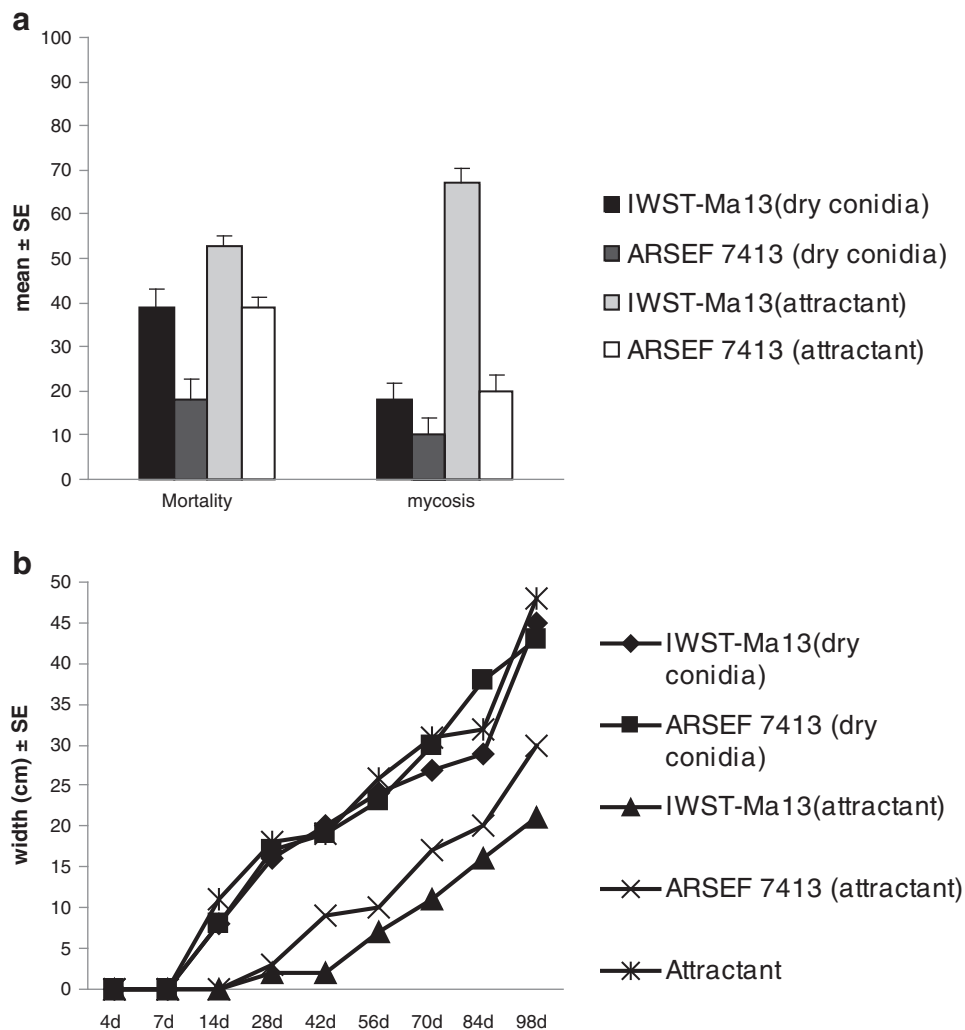 a
100
90
80
70
60
50
40
30
20
10
0
mean ± SE
Mortality
mycosis
IWST-Ma13(dry conidia)
ARSEF 7413 (dry conidia)
IWST-Ma13(attractant)
ARSEF 7413 (attractant)
b
50
45
40
35
30
25
20
15
10
5
0
width (cm) ± SE
4d 7d 14d 28d 42d 56d 70d 84d 98d
IWST-Ma13(dry
conidia)
ARSEF 7413 (dry
conidia)
IWST-Ma13(attractant)
ARSEF 7413 (attractant)
Attractant